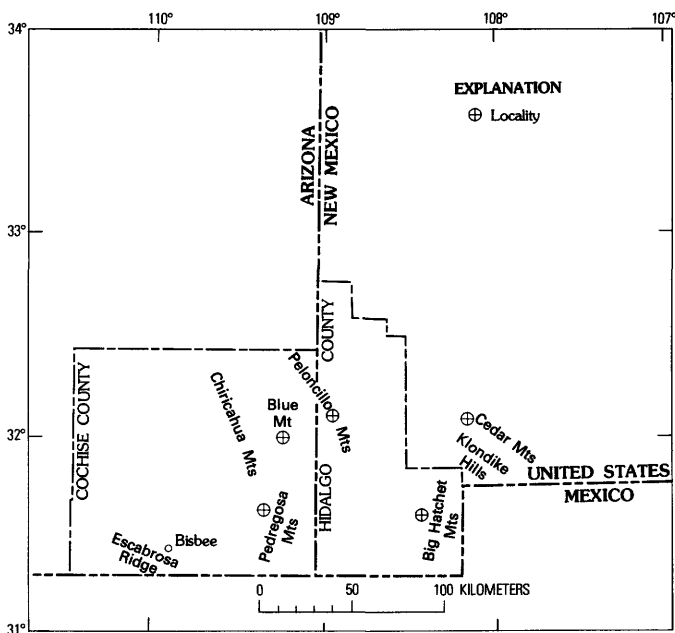 110°
109°
108°
107°
34°
EXPLANATION
Locality
ARIZONA
NEW MEXICO
33°
COUNTY
Peloncillo
Mts
Chiricahua Mts
Blue
Mt
COCHISE COUNTY
32°
Cedar Mts
Klondike
Hills
UNITED STATES
MEXICO
HIDALGO
Pedregosa
Mts
Big Hatchet
Mts
Bisbee
Escabrosa
Ridge
0 50 100 KILOMETERS
31°